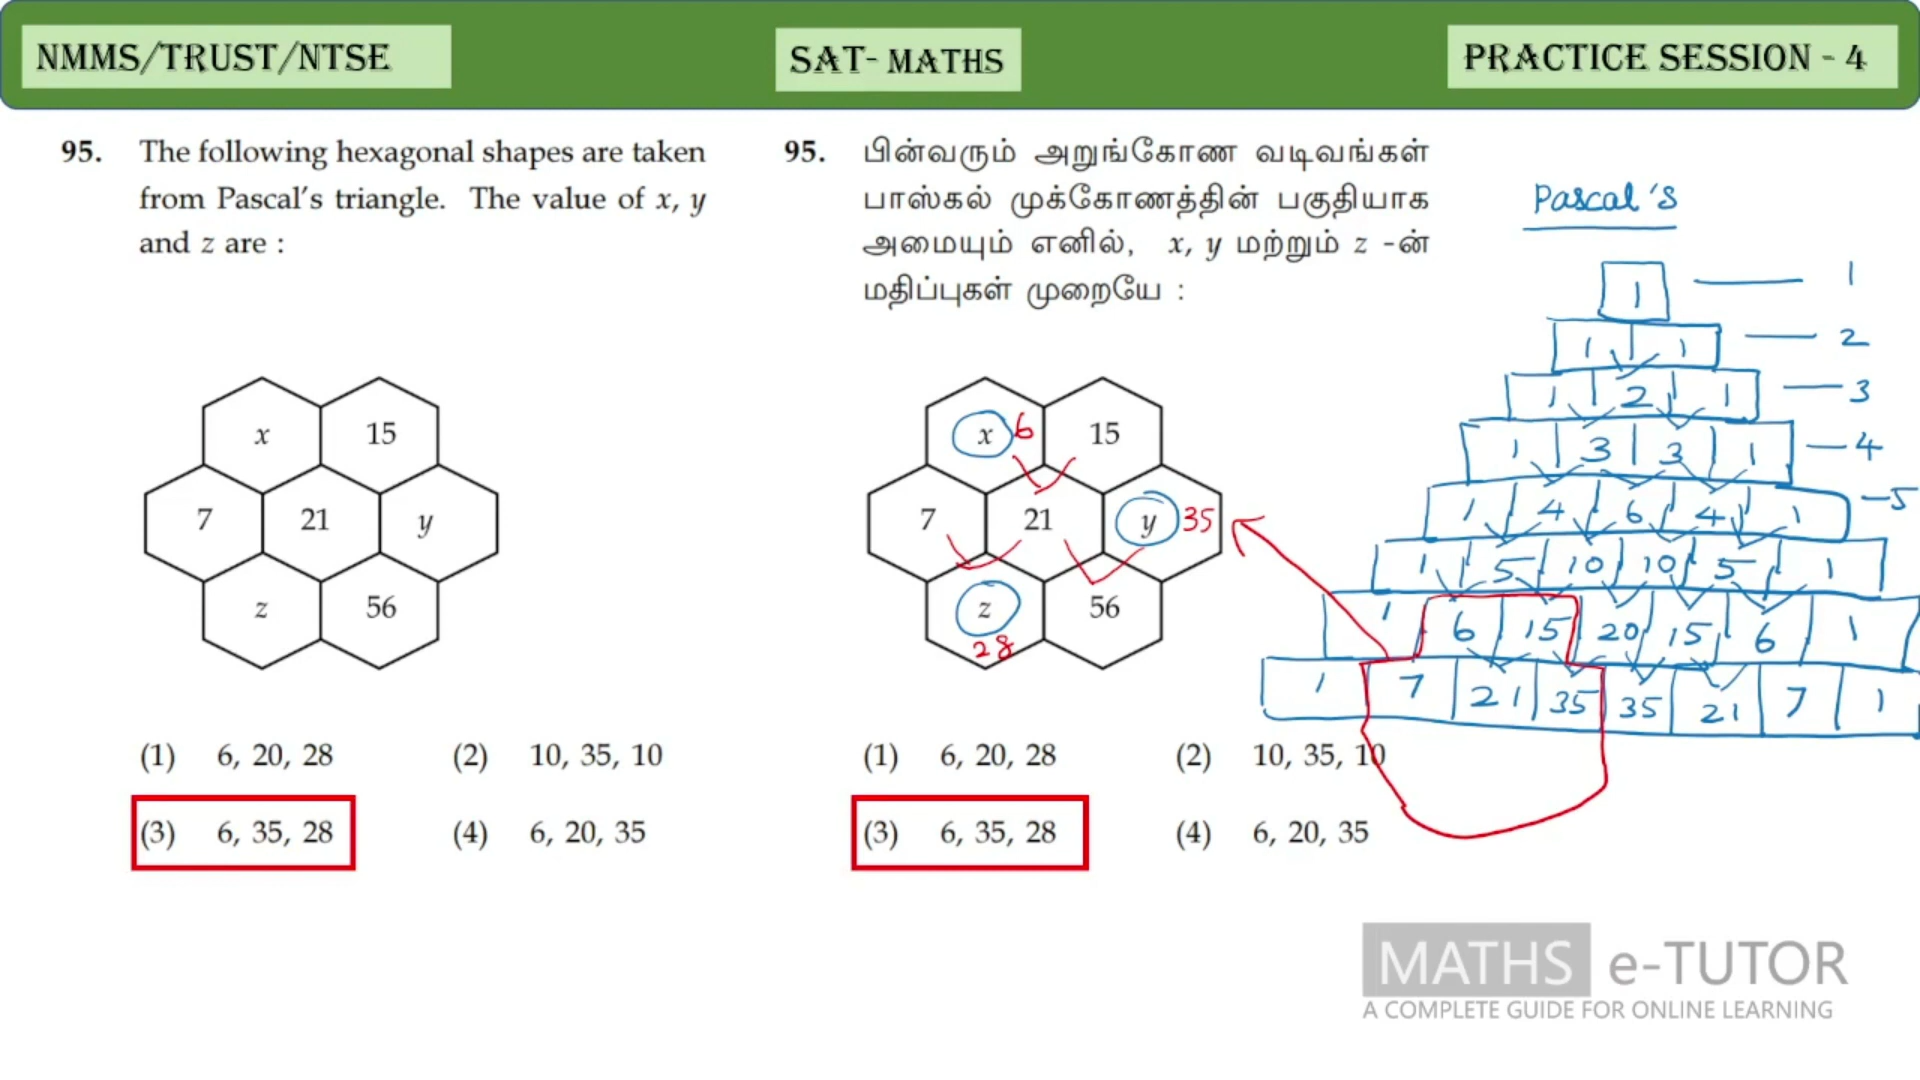 NMMS/TRUST/NTSE
SAT- MATHS
PRACTICE SESSION - 4
95. The following hexagonal shapes are taken
from Pascal's triangle. The value of x, y
and z are :
x 15
7 21 y
z 56
(1) 6, 20, 28 (2) 10, 35, 10
(3) 6, 35, 28 (4) 6, 20, 35
95. பின்வரும் அறுங்கோண வடிவங்கள்
பாஸ்கல் முக்கோணத்தின் பகுதியாக
அமையும் எனில், x, y மற்றும் z -ன்
மதிப்புகள் முறையே :
x 6 15
7 21 y 35
z 56
28
(1) 6, 20, 28 (2) 10, 35, 10
(3) 6, 35, 28 (4) 6, 20, 35
Pascal's
1 — 1
1 1 — 2
1 2 1 — 3
1 3 3 1 — 4
1 4 6 4 1 — 5
1 5 10 10 5 1
1 6 15 20 15 6 1
1 7 21 35 35 21 7 1
MATHS e-TUTOR
A COMPLETE GUIDE FOR ONLINE LEARNING